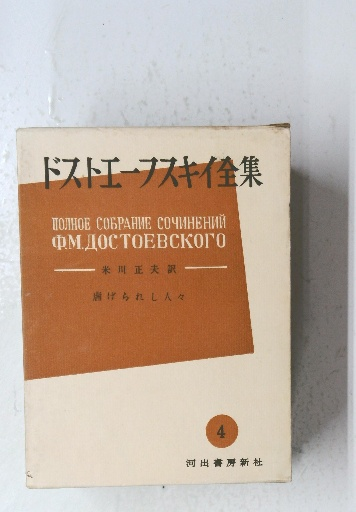 ドストエーフスキイ全集
ПОЛНОЕ СОБРАНИЕ СОЧИНЕНИЙ
Ф.М.ДОСТОЕВСКОГО
米川正夫訳
虐げられし人々
4
河出書房新社